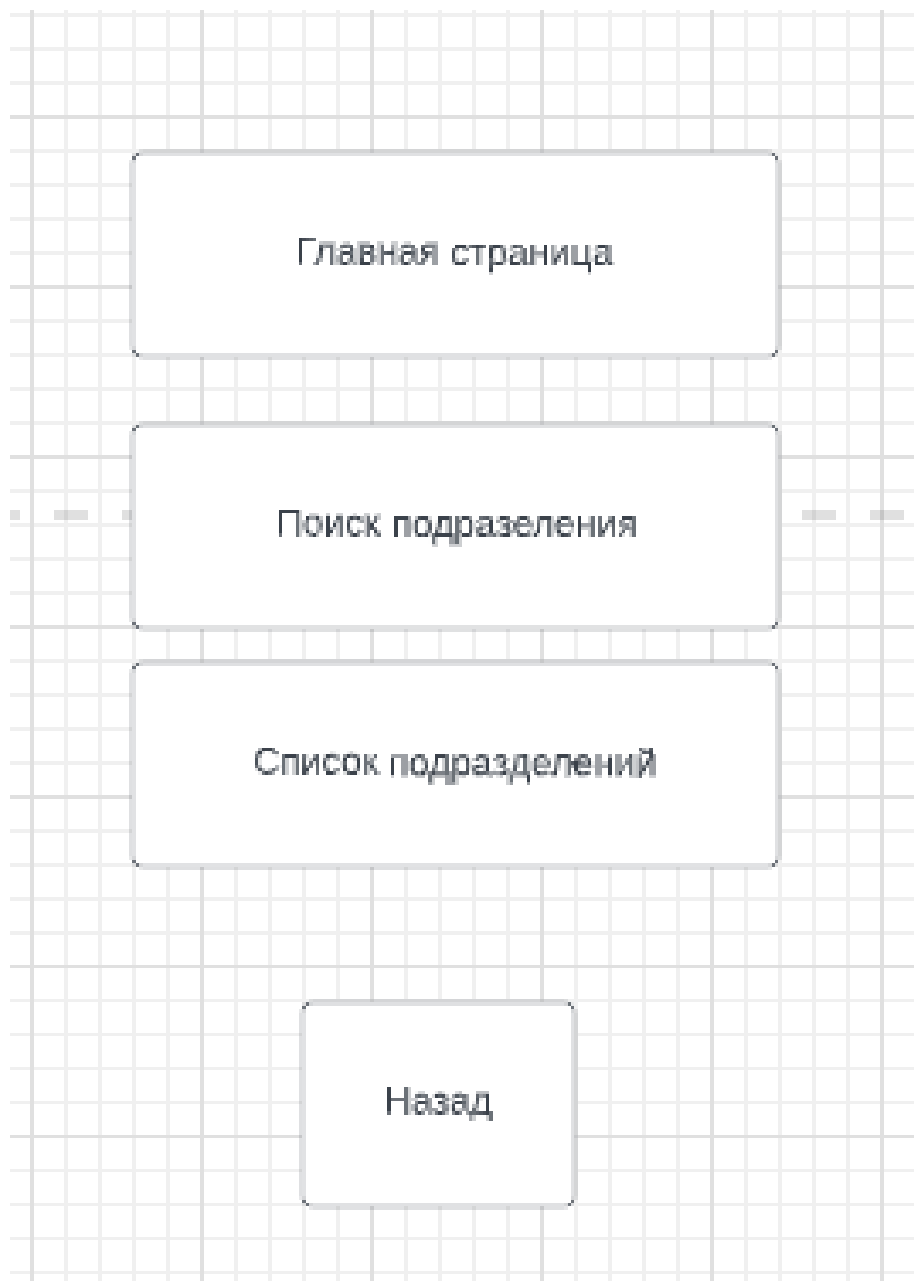 Главная страница
Поиск подразеления
Список подразделений
Назад